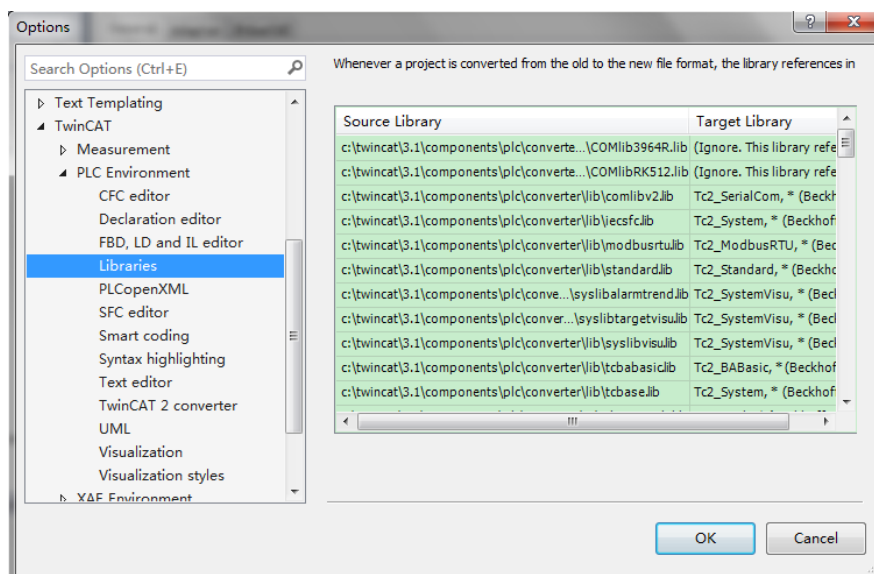 Options
Search Options (Ctrl+E)
Text Templating
TwinCAT
Measurement
PLC Environment
CFC editor
Declaration editor
FBD, LD and IL editor
Libraries
PLCopenXML
SFC editor
Smart coding
Syntax highlighting
Text editor
TwinCAT 2 converter
UML
Visualization
Visualization styles
XAE Environment
Whenever a project is converted from the old to the new file format, the library references in
Source Library Target Library
c:\twincat\3.1\components\plc\converte...\COMlib3964R.lib (Ignore. This library refe
c:\twincat\3.1\components\plc\converte...\COMlibRK512.lib (Ignore. This library refe
c:\twincat\3.1\components\plc\converter\lib\comlibv2.lib Tc2_SerialCom, * (Beckh
c:\twincat\3.1\components\plc\converter\lib\iecsfc.lib Tc2_System, * (Beckhof
c:\twincat\3.1\components\plc\converter\lib\modbusrtu.lib Tc2_ModbusRTU, * (Bec
c:\twincat\3.1\components\plc\converter\lib\standard.lib Tc2_Standard, * (Beckho
c:\twincat\3.1\components\plc\conve...\syslibalarmtrend.lib Tc2_SystemVisu, * (Becl
c:\twincat\3.1\components\plc\conver...\syslibtargetvisu.lib Tc2_SystemVisu, * (Becl
c:\twincat\3.1\components\plc\converter\lib\syslibvisu.lib Tc2_SystemVisu, * (Becl
c:\twincat\3.1\components\plc\converter\lib\tcbabasic.lib Tc2_BABasic, * (Beckhof
c:\twincat\3.1\components\plc\converter\lib\tcbase.lib Tc2_System, * (Beckhof
OK Cancel